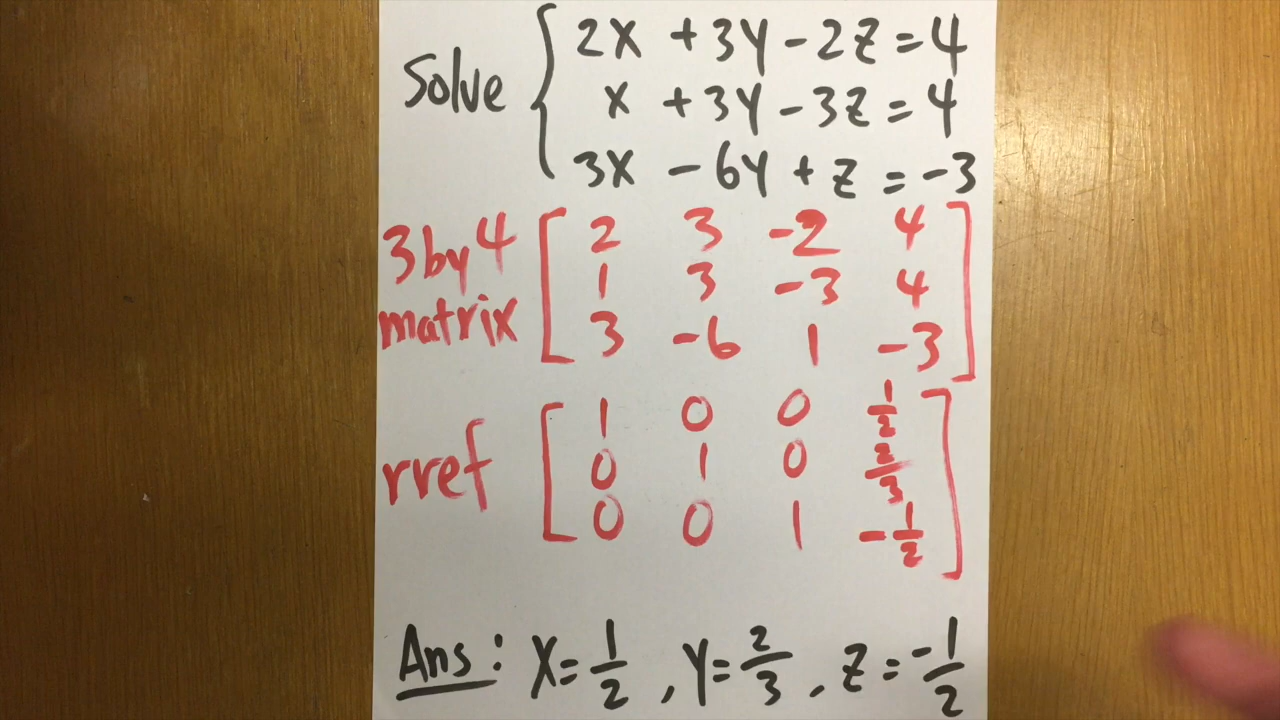 Solve { 2X + 3Y - 2Z = 4
X + 3Y - 3Z = 4
3X - 6Y + Z = -3
3 by 4 matrix [ 2 3 -2 4
1 3 -3 4
3 -6 1 -3 ]
rref [ 1 0 0 1/2
0 1 0 2/3
0 0 1 -1/2 ]
Ans: X = 1/2, Y = 2/3, Z = -1/2